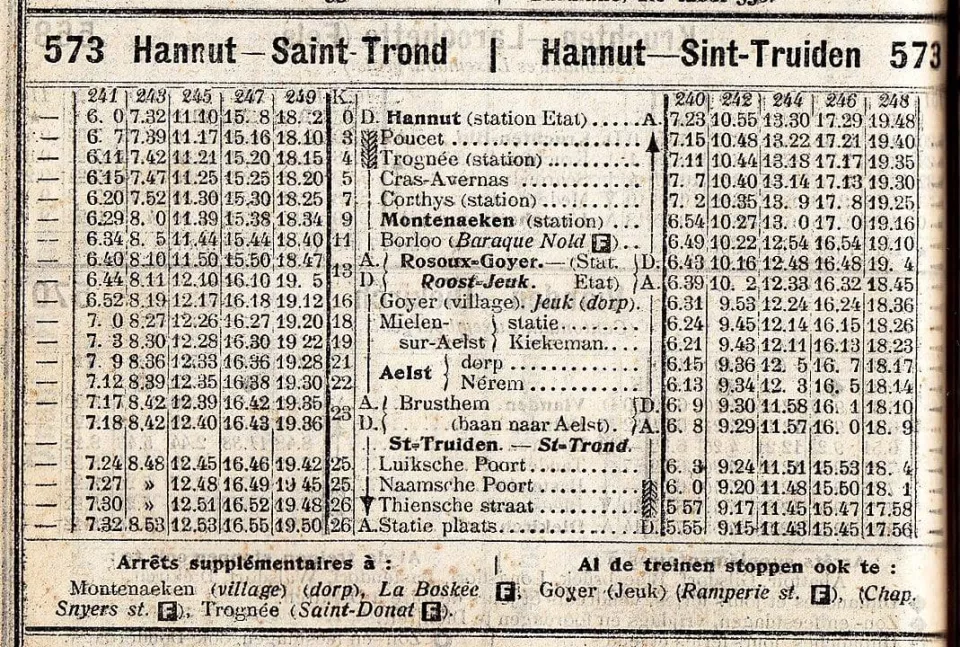 573 Hannut—Saint-Trond | Hannut—Sint-Truiden 573
241 243 245 247 249 K. 240 242 244 246 248
— 6. 0 7.32 11.10 15. 8 18. 2 0 D. Hannut (station Etat) ..... A. 7.23 10.55 13.30 17.29 19.48
— 6. 7 7.39 11.17 15.16 18.10 3 Poucet .................. 7.15 10.48 13.22 17.21 19.40
— 6.11 7.42 11.21 15.20 18.15 4 Trognée (station) .......... 7.11 10.44 13.18 17.17 19.35
— 6.15 7.47 11.25 15.25 18.20 5 Cras-Avernas ............ 7. 7 10.40 13.14 17.13 19.30
— 6.20 7.52 11.30 15.30 18.25 7 Corthys (station) .......... 7. 2 10.35 13. 9 17. 8 19.25
— 6.29 8. 0 11.39 15.38 18.34 9 Montenaeken (station) .... 6.54 10.27 13. 0 17. 0 19.16
— 6.34 8. 5 11.44 15.44 18.40 11 Borloo (Baraque Nold F) .. 6.49 10.22 12.54 16.54 19.10
— 6.40 8.10 11.50 15.50 18.47 13 A. Rosoux-Goyer. — (Stat. D. 6.43 10.16 12.48 16.48 19. 4
— 6.44 8.11 12.10 16.10 19. 5 D. Roost-Jeuk. Etat) A. 6.39 10. 2 12.33 16.32 18.45
— 6.52 8.19 12.17 16.18 19.12 16 Goyer (village). Jeuk (dorp). 6.31 9.53 12.24 16.24 18.36
— 7. 0 8.27 12.26 16.27 19.20 18 Mielen- statie ............ 6.24 9.45 12.14 16.15 18.26
— 7. 3 8.30 12.28 16.30 19 22 19 sur-Aelst Kiekeman .... 6.21 9.43 12.11 16.13 18.23
— 7. 9 8.36 12.33 16.36 19.28 21 Aelst dorp ............ 6.15 9.36 12. 5 16. 7 18.17
— 7.12 8.39 12.35 16.38 19.30 22 Nérem ............ 6.13 9.34 12. 3 16. 5 18.14
— 7.17 8.42 12.39 16.42 19.35 23 A. Brusthem D. 6. 9 9.30 11.58 16. 1 18.10
— 7.18 8.42 12.40 16.43 19.36 D. (baan naar Aelst). A. 6. 8 9.29 11.57 16. 0 18. 9
St-Truiden. — St-Trond.
— 7.24 8.48 12.45 16.46 19.42 25 Luiksche Poort .......... 6. 3 9.24 11.51 15.53 18. 4
— 7.27 » 12.48 16.49 19 45 25 Naamsche Poort .......... 6. 0 9.20 11.48 15.50 18. 1
— 7.30 » 12.51 16.52 19.48 26 Thiensche straat .......... 5 57 9.17 11.45 15.47 17.58
— 7.32 8.53 12.53 16.55 19.50 26 A. Statie plaats .......... D. 5.55 9.15 11.43 15.45 17.56
Arrêts supplémentaires à : | Al de treinen stoppen ook te :
Montenaeken (village) (dorp), La Boskée F; Goyer (Jeuk) (Ramperie st. F), (Chap.
Snyers st. F), Trognée (Saint-Donat F).